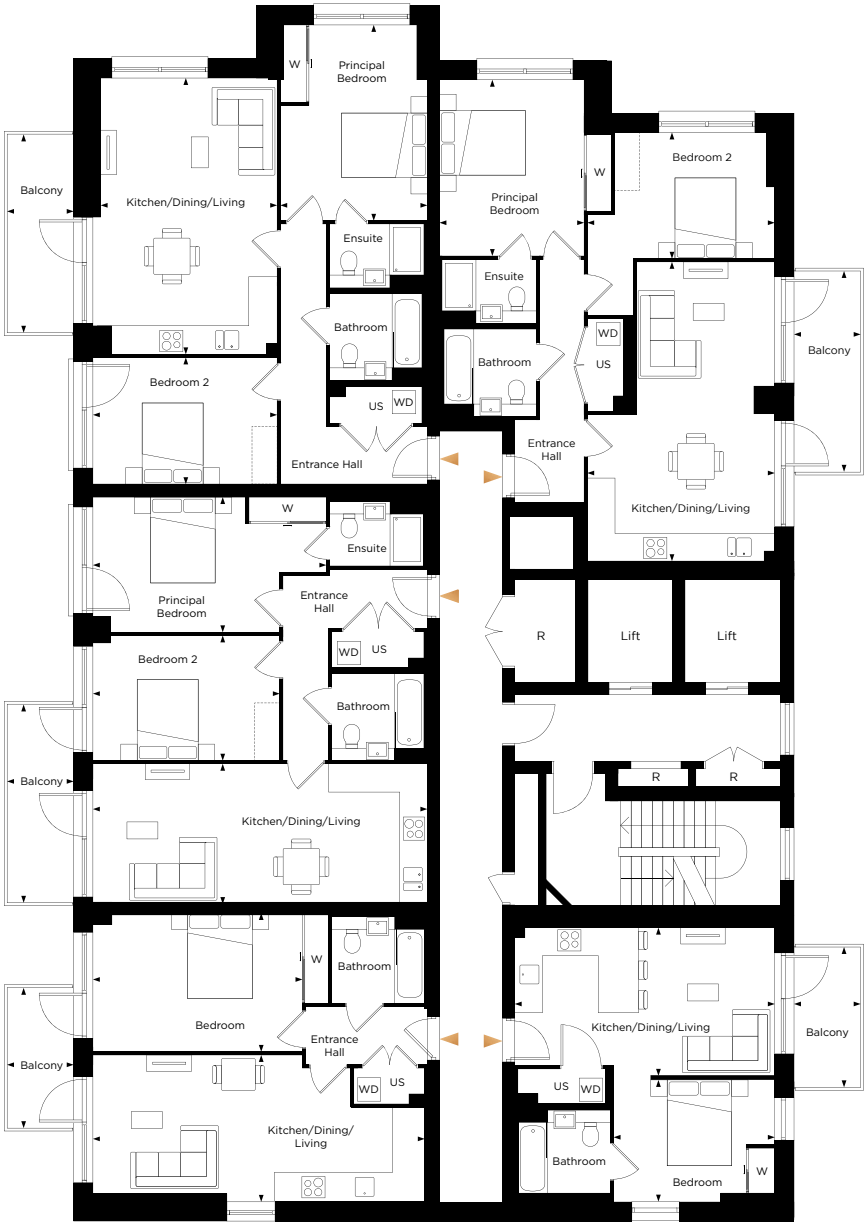 W
Principal
Bedroom
Balcony
Kitchen/Dining/Living
Ensuite
Bathroom
Bedroom 2
US
WD
Entrance Hall
Principal
Bedroom
W
Bedroom 2
Ensuite
Bathroom
WD
US
Balcony
Entrance
Hall
Kitchen/Dining/Living
W
Ensuite
Principal
Bedroom
Entrance
Hall
WD
US
Bedroom 2
Bathroom
Balcony
Kitchen/Dining/Living
R
Lift
Lift
R
R
W
Bathroom
Bedroom
Entrance
Hall
Balcony
WD
US
Kitchen/Dining/
Living
Kitchen/Dining/Living
Balcony
US
WD
Bathroom
Bedroom
W